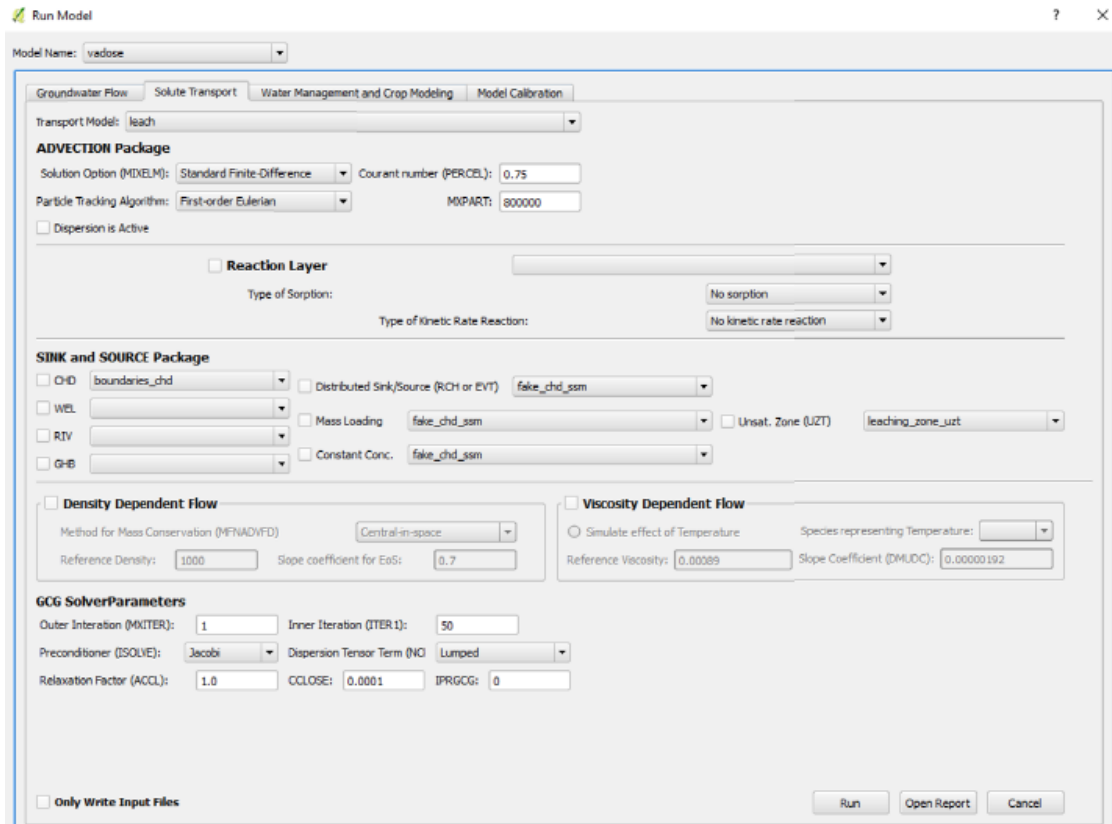 Run Model ? ×
Model Name: vadose
Groundwater Flow Solute Transport Water Management and Crop Modeling Model Calibration
Transport Model: leach
ADVECTION Package
Solution Option (MIXELM): Standard Finite-Difference Courant number (PERCEL): 0.75
Particle Tracking Algorithm: First-order Eulerian MXPART: 800000
Dispersion is Active
Reaction Layer
Type of Sorption: No sorption
Type of Kinetic Rate Reaction: No kinetic rate reaction
SINK and SOURCE Package
CHD boundaries_chd Distributed Sink/Source (RCH or EVT) fake_chd_ssm
WEL
Mass Loading fake_chd_ssm Unsat. Zone (UZT) leaching_zone_uzt
RIV
Constant Conc. fake_chd_ssm
GHB
Density Dependent Flow Viscosity Dependent Flow
Method for Mass Conservation (MFNADVFD) Central-in-space Simulate effect of Temperature Species representing Temperature:
Reference Density: 1000 Slope coefficient for EoS: 0.7 Reference Viscosity: 0.00089 Slope Coefficient (DMUDC): 0.00000192
GCG SolverParameters
Outer Interation (MXITER): 1 Inner Iteration (ITER1): 50
Preconditioner (ISOLVE): Jacobi Dispersion Tensor Term (NCI Lumped
Relaxation Factor (ACCL): 1.0 CCLOSE: 0.0001 IPRGCG: 0
Only Write Input Files Run Open Report Cancel